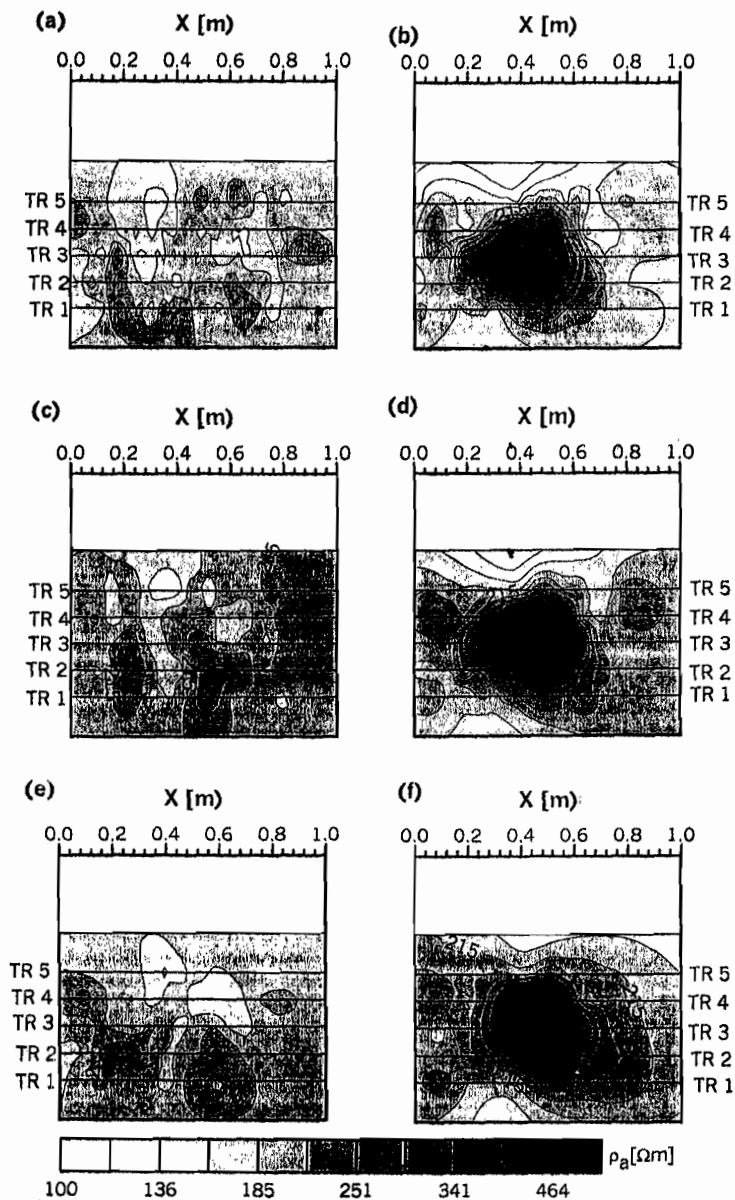 (a) X [m]
(b) X [m]
0.0 0.2 0.4 0.6 0.8 1.0
0.0 0.2 0.4 0.6 0.8 1.0
TR 5 TR 5
TR 4 TR 4
TR 3 TR 3
TR 2 TR 2
TR 1 TR 1
(c) X [m]
(d) X [m]
0.0 0.2 0.4 0.6 0.8 1.0
0.0 0.2 0.4 0.6 0.8 1.0
TR 5 TR 5
TR 4 TR 4
TR 3 TR 3
TR 2 TR 2
TR 1 TR 1
(e) X [m]
(f) X [m]
0.0 0.2 0.4 0.6 0.8 1.0
0.0 0.2 0.4 0.6 0.8 1.0
215
TR 5 TR 5
TR 4 TR 4
TR 3 TR 3
TR 2 TR 2
TR 1 TR 1
ρa[Ωm]
100 136 185 251 341 464